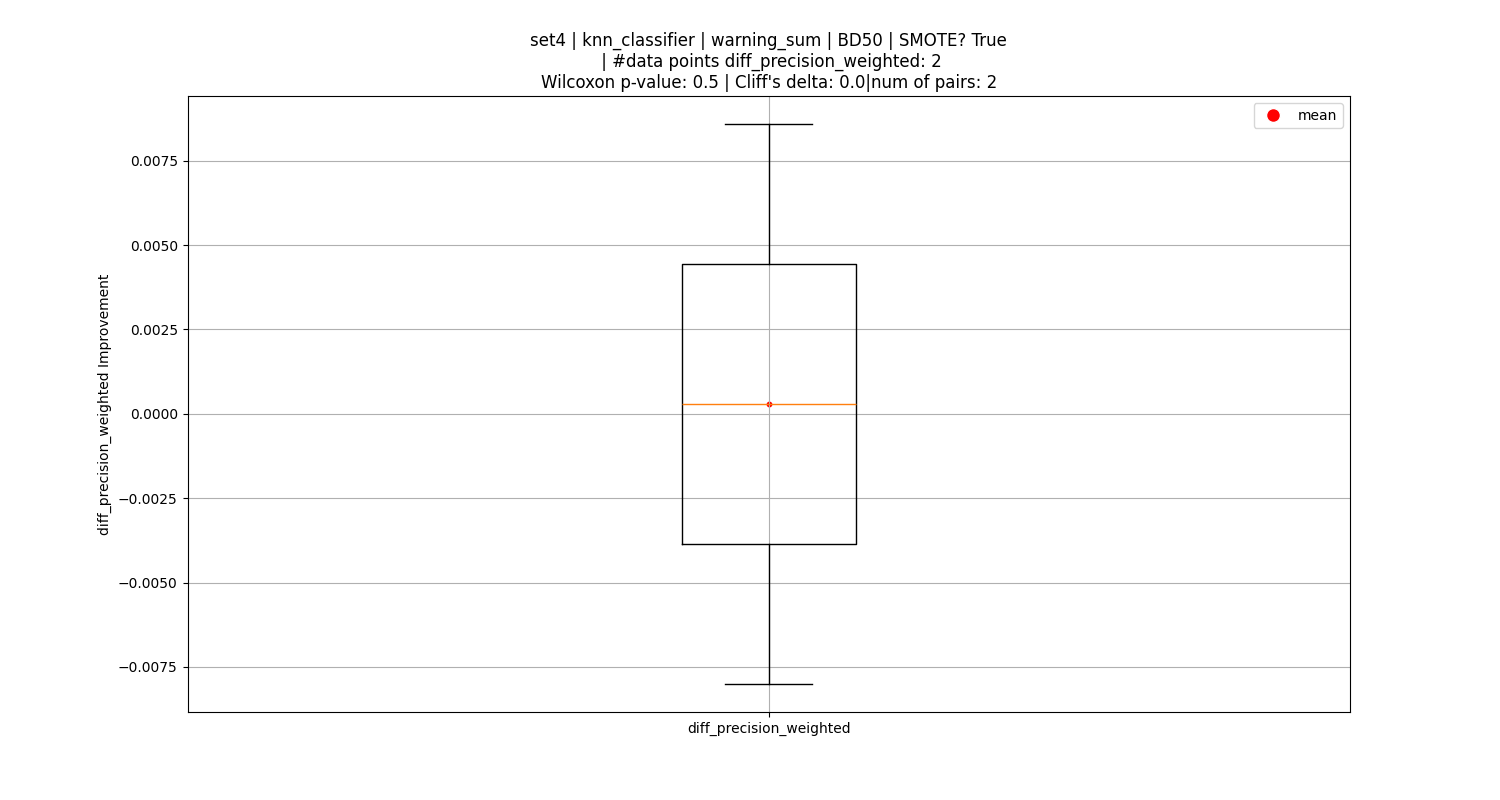 set4 | knn_classifier | warning_sum | BD50 | SMOTE? True
| #data points diff_precision_weighted: 2
Wilcoxon p-value: 0.5 | Cliff's delta: 0.0|num of pairs: 2
mean
0.0075
0.0050
0.0025
0.0000
−0.0025
−0.0050
−0.0075
diff_precision_weighted Improvement
diff_precision_weighted